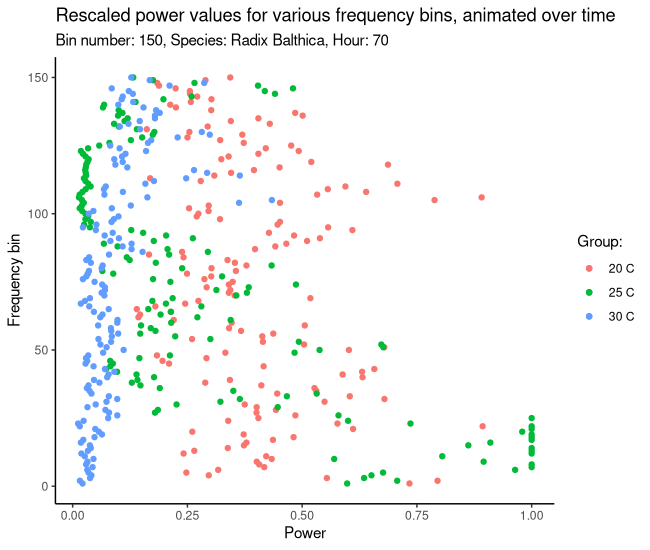 Rescaled power values for various frequency bins, animated over time
Bin number: 150, Species: Radix Balthica, Hour: 70
150
100
50
0
Frequency bin
0.00
0.25
0.50
0.75
1.00
Power
Group:
20 C
25 C
30 C